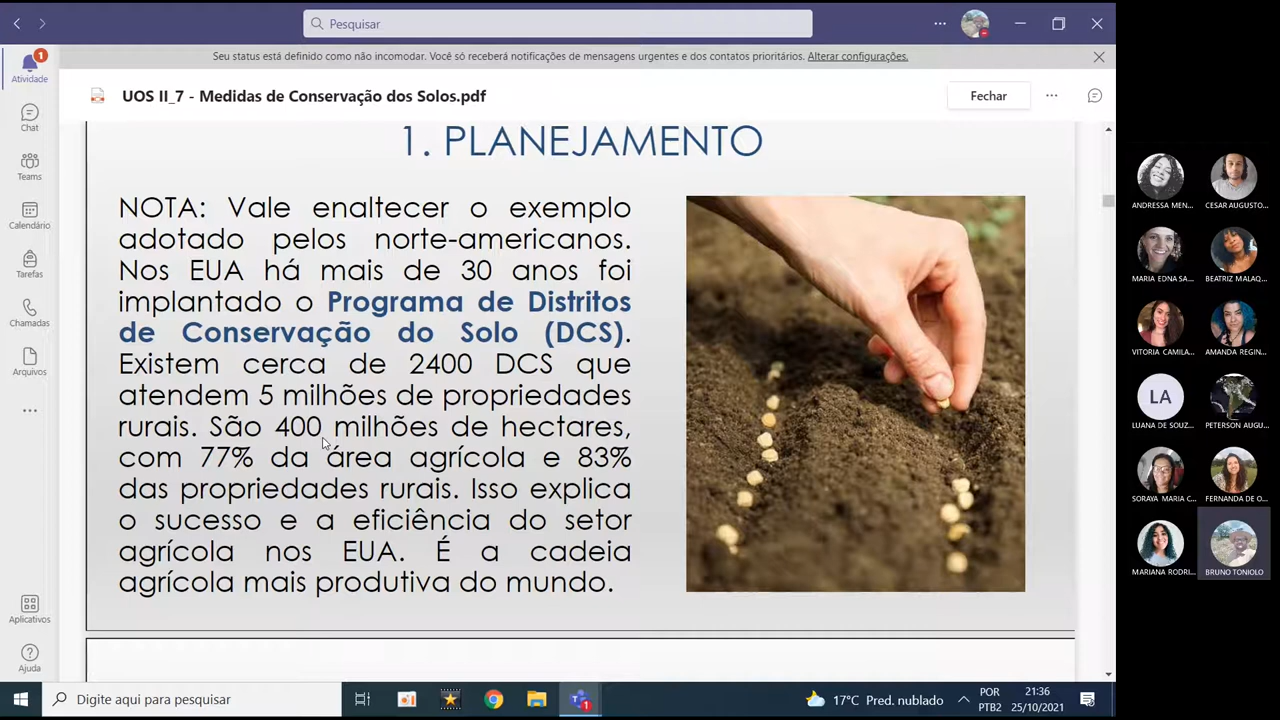 Pesquisar
Seu status está definido como não incomodar. Você só receberá notificações de mensagens urgentes e dos contatos prioritários. Alterar configurações.
1
Atividade
Chat
Teams
Calendário
Tarefas
Chamadas
Arquivos
Aplicativos
Ajuda
UOS II_7 - Medidas de Conservação dos Solos.pdf
Fechar
1. PLANEJAMENTO
NOTA: Vale enaltecer o exemplo
adotado pelos norte-americanos.
Nos EUA há mais de 30 anos foi
implantado o Programa de Distritos
de Conservação do Solo (DCS).
Existem cerca de 2400 DCS que
atendem 5 milhões de propriedades
rurais. São 400 milhões de hectares,
com 77% da área agrícola e 83%
das propriedades rurais. Isso explica
o sucesso e a eficiência do setor
agrícola nos EUA. É a cadeia
agrícola mais produtiva do mundo.
ANDRESSA MEN...
CESAR AUGUSTO...
MARIA EDNA SA...
BEATRIZ MALAQ...
VITORIA CAMILA...
AMANDA REGIN...
LA
LUANA DE SOUZ...
PETERSON AUGU...
SORAYA MARIA C...
FERNANDA DE O...
MARIANA RODRI...
BRUNO TONIOLO
Digite aqui para pesquisar
1
17°C Pred. nublado
POR
PTB2
21:36
25/10/2021